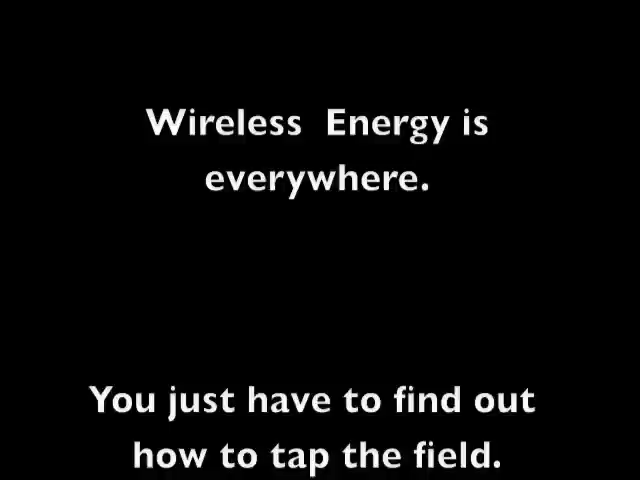 Wireless  Energy is
everywhere.
You just have to find out
how to tap the field.